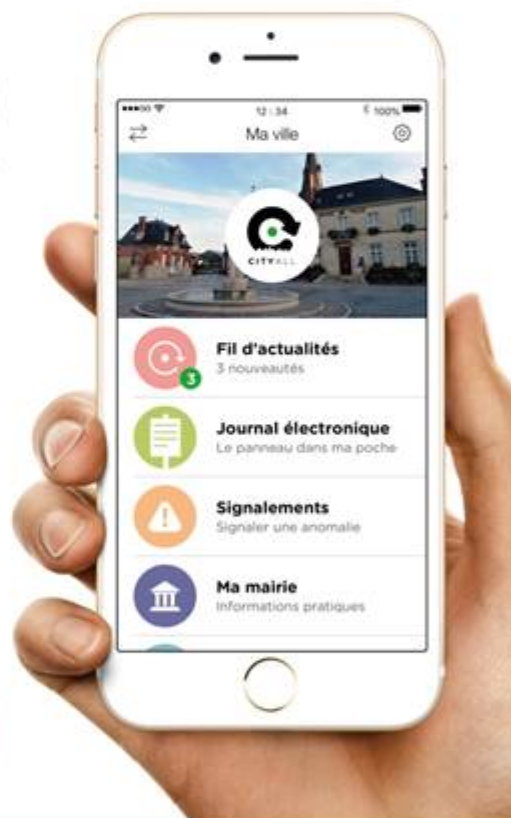 12:34
100%
Ma ville
CITYALL
Fil d'actualités
3 nouveautés
3
Journal électronique
Le panneau dans ma poche
Signalements
Signaler une anomalie
Ma mairie
Informations pratiques